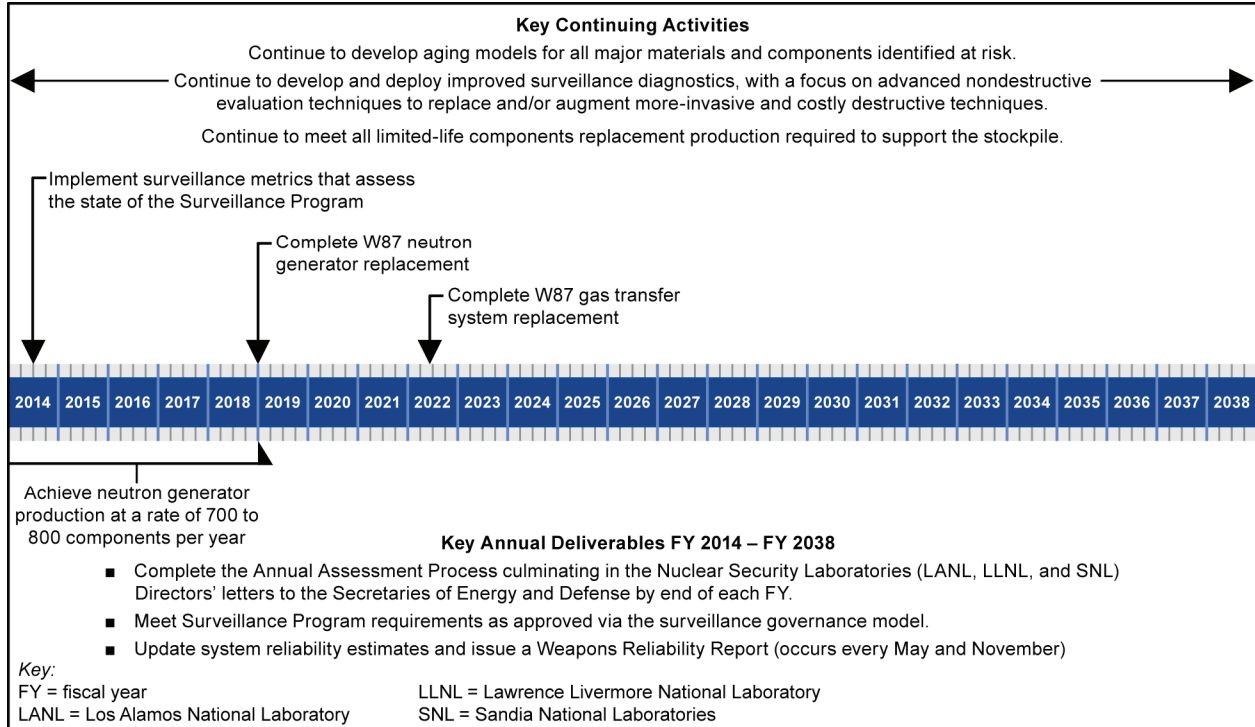 Key Continuing Activities
Continue to develop aging models for all major materials and components identified at risk.
Continue to develop and deploy improved surveillance diagnostics, with a focus on advanced nondestructive
evaluation techniques to replace and/or augment more-invasive and costly destructive techniques.
Continue to meet all limited-life components replacement production required to support the stockpile.
Implement surveillance metrics that assess
the state of the Surveillance Program
Complete W87 neutron
generator replacement
Complete W87 gas transfer
system replacement
2014 2015 2016 2017 2018 2019 2020 2021 2022 2023 2024 2025 2026 2027 2028 2029 2030 2031 2032 2033 2034 2035 2036 2037 2038
Achieve neutron generator
production at a rate of 700 to
800 components per year
Key Annual Deliverables FY 2014 – FY 2038
■ Complete the Annual Assessment Process culminating in the Nuclear Security Laboratories (LANL, LLNL, and SNL)
Directors' letters to the Secretaries of Energy and Defense by end of each FY.
■ Meet Surveillance Program requirements as approved via the surveillance governance model.
■ Update system reliability estimates and issue a Weapons Reliability Report (occurs every May and November)
Key:
FY = fiscal year
LANL = Los Alamos National Laboratory
LLNL = Lawrence Livermore National Laboratory
SNL = Sandia National Laboratories